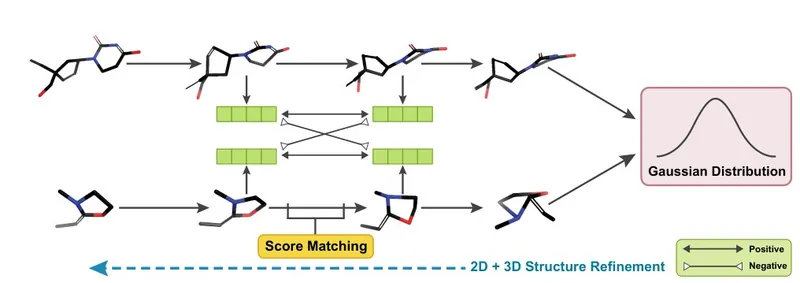 Gaussian Distribution
Score Matching
2D + 3D Structure Refinement
Positive
Negative